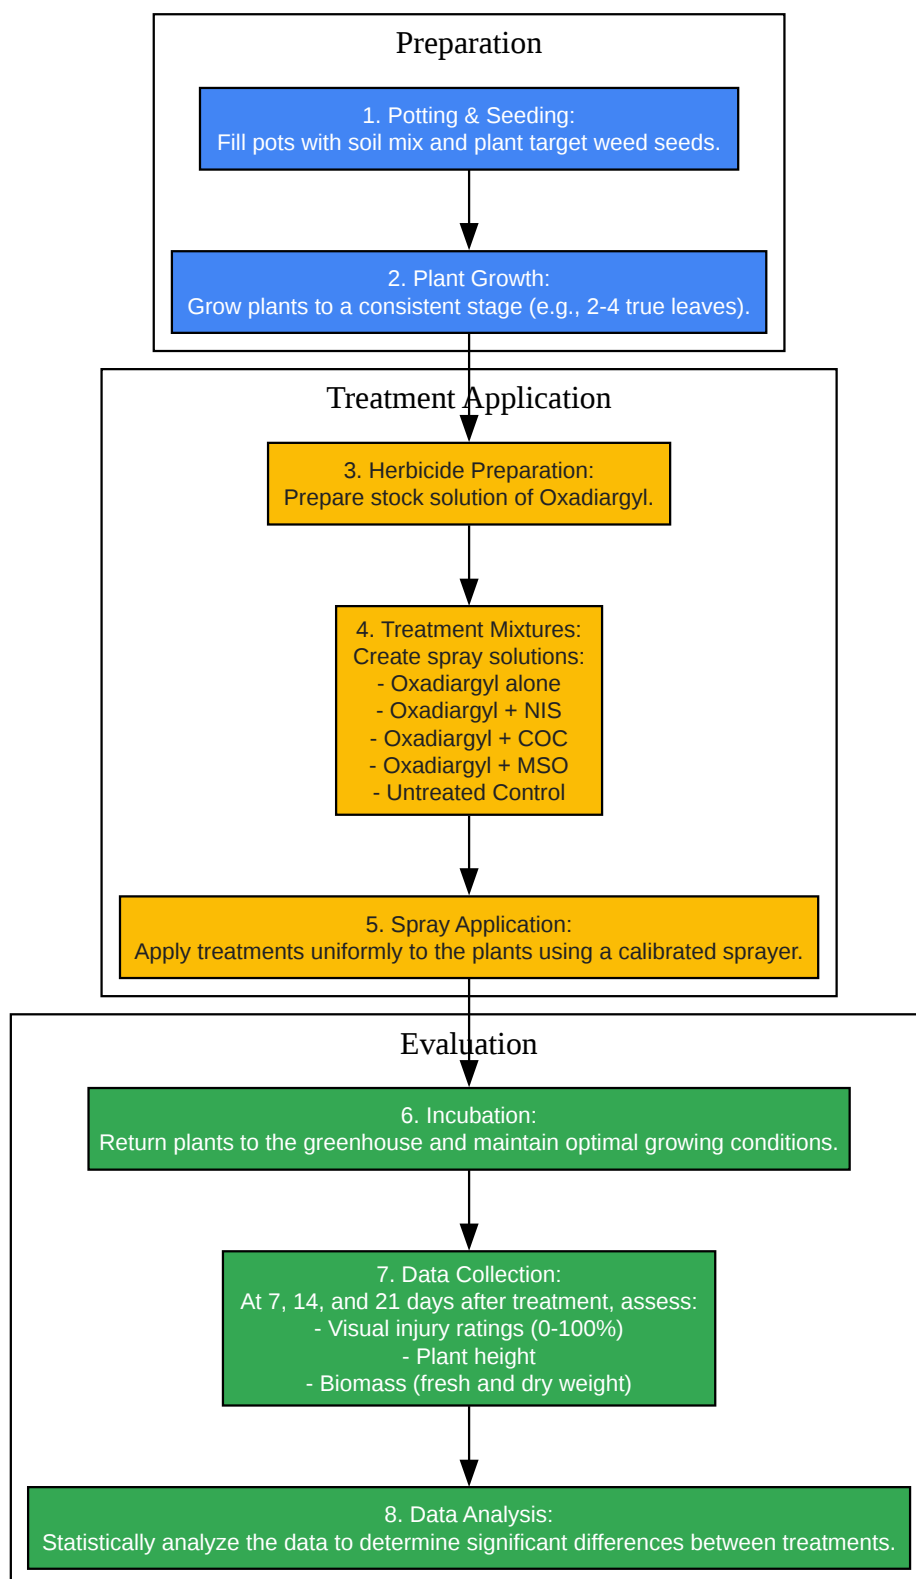 Preparation
1. Potting & Seeding:
Fill pots with soil mix and plant target weed seeds.
2. Plant Growth:
Grow plants to a consistent stage (e.g., 2-4 true leaves).
Treatment Application
3. Herbicide Preparation:
Prepare stock solution of Oxadiargyl.
4. Treatment Mixtures:
Create spray solutions:
- Oxadiargyl alone
- Oxadiargyl + NIS
- Oxadiargyl + COC
- Oxadiargyl + MSO
- Untreated Control
5. Spray Application:
Apply treatments uniformly to the plants using a calibrated sprayer.
Evaluation
6. Incubation:
Return plants to the greenhouse and maintain optimal growing conditions.
7. Data Collection:
At 7, 14, and 21 days after treatment, assess:
- Visual injury ratings (0-100%)
- Plant height
- Biomass (fresh and dry weight)
8. Data Analysis:
Statistically analyze the data to determine significant differences between treatments.